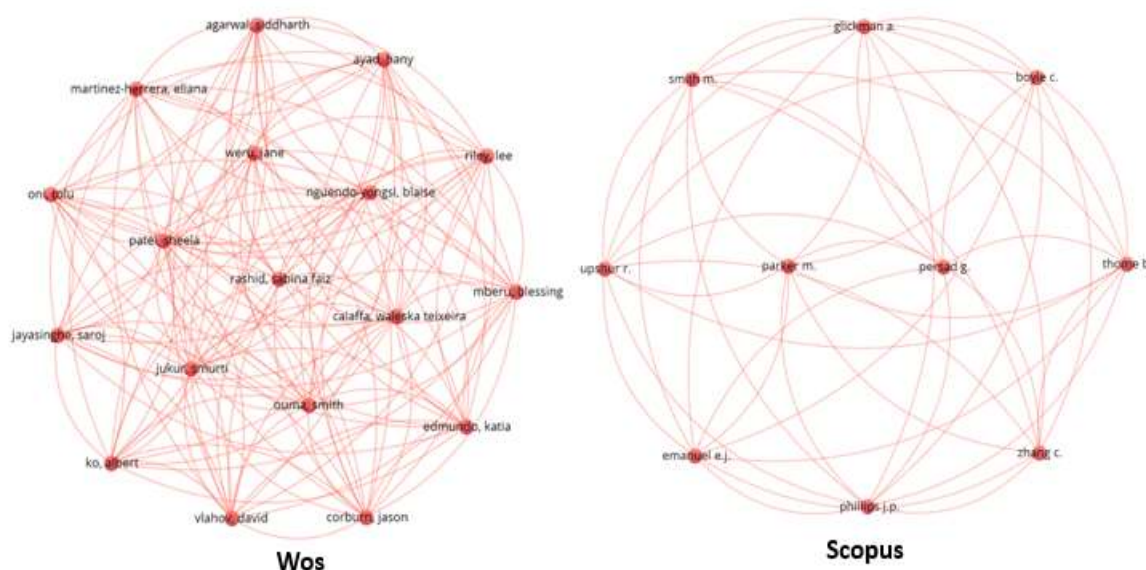 agarwal, siddharth
ayad, hany
martinez-herrera, eliana
weru, jane
riley, lee
oni, tolu
nguendo-yongsi, blaise
patel, sheela
rashid, sabina faiz
mberu, blessing
calaffa, waleska teixeira
jayasinghe, saroj
jukur, smurti
ouma, smith
edmundo, katia
ko, albert
vlahov, david
corburn, jason
Wos
glickman a.
smith m.
boyle c.
upshur r.
parker m.
persad g.
thome b
emanuel e.j.
zhang c.
phillips j.p.
Scopus